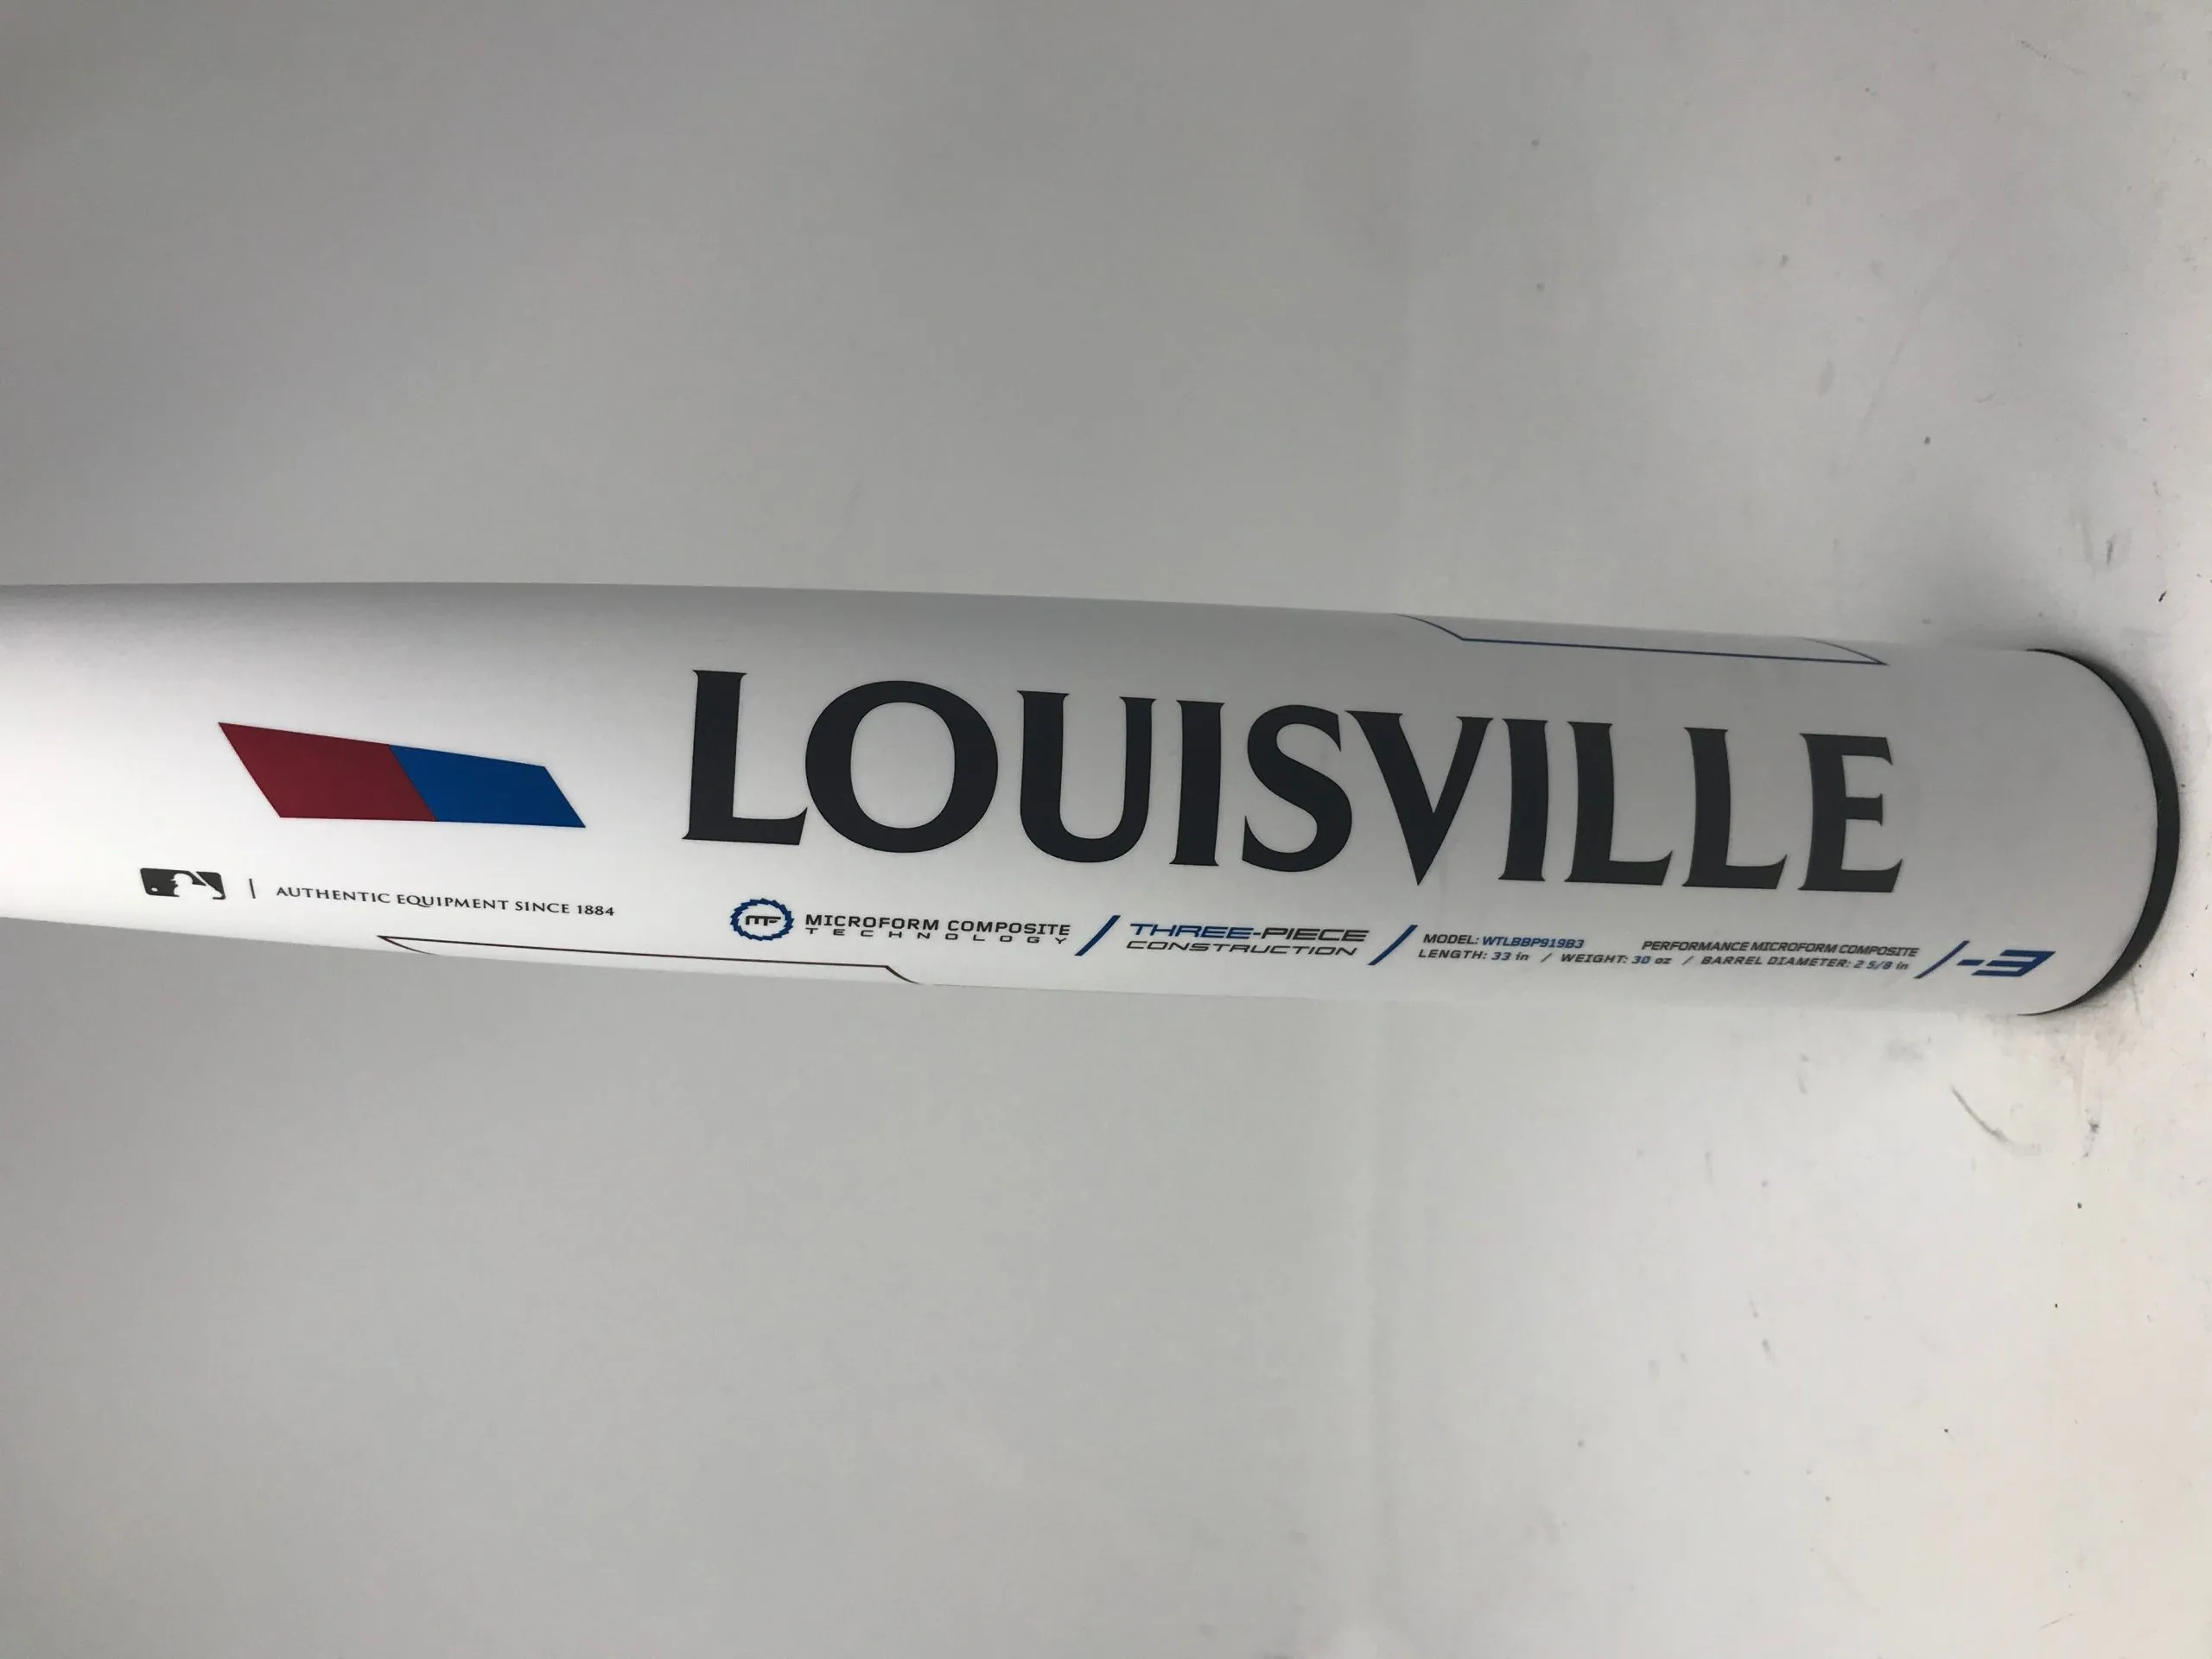 LOUISVILLE
AUTHENTIC EQUIPMENT SINCE 1884
MF
MICROFORM COMPOSITE
TECHNOLOGY
/ THREE-PIECE
CONSTRUCTION /
MODEL: WTLBBP919B3 PERFORMANCE MICROFORM COMPOSITE
LENGTH: 33 in / WEIGHT: 30 oz / BARREL DIAMETER: 2 5/8 in
/ -3